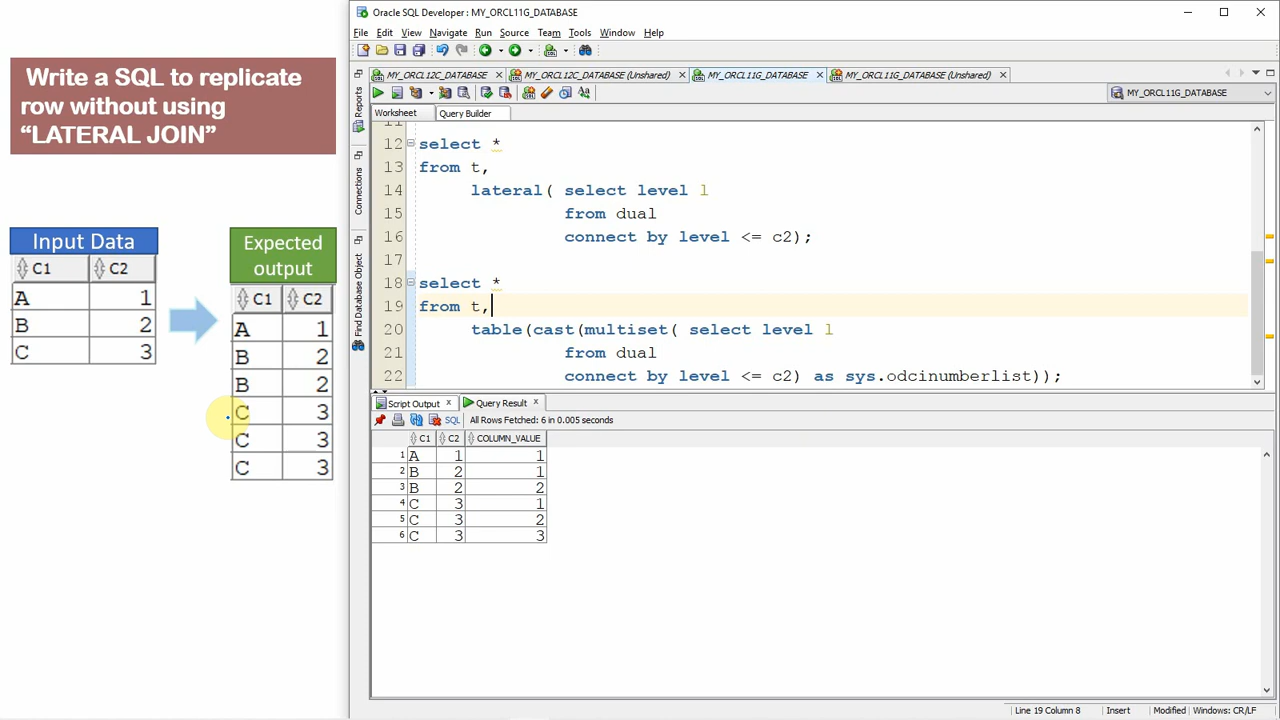 Write a SQL to replicate
row without using
“LATERAL JOIN”
Input Data
C1 C2
A 1
B 2
C 3
Expected
output
C1 C2
A 1
B 2
B 2
C 3
C 3
C 3
Oracle SQL Developer : MY_ORCL11G_DATABASE
File Edit View Navigate Run Source Team Tools Window Help
MY_ORCL12C_DATABASE MY_ORCL12C_DATABASE (Unshared) MY_ORCL11G_DATABASE MY_ORCL11G_DATABASE (Unshared)
MY_ORCL11G_DATABASE
Worksheet Query Builder
Reports
Connections
Find Database Object
11
12 select *
13 from t,
14 lateral( select level l
15 from dual
16 connect by level <= c2);
17
18 select *
19 from t,
20 table(cast(multiset( select level l
21 from dual
22 connect by level <= c2) as sys.odcinumberlist));
Script Output Query Result
SQL All Rows Fetched: 6 in 0.005 seconds
C1 C2 COLUMN_VALUE
1 A 1 1
2 B 2 1
3 B 2 2
4 C 3 1
5 C 3 2
6 C 3 3
Line 19 Column 8 Insert Modified Windows: CR/LF